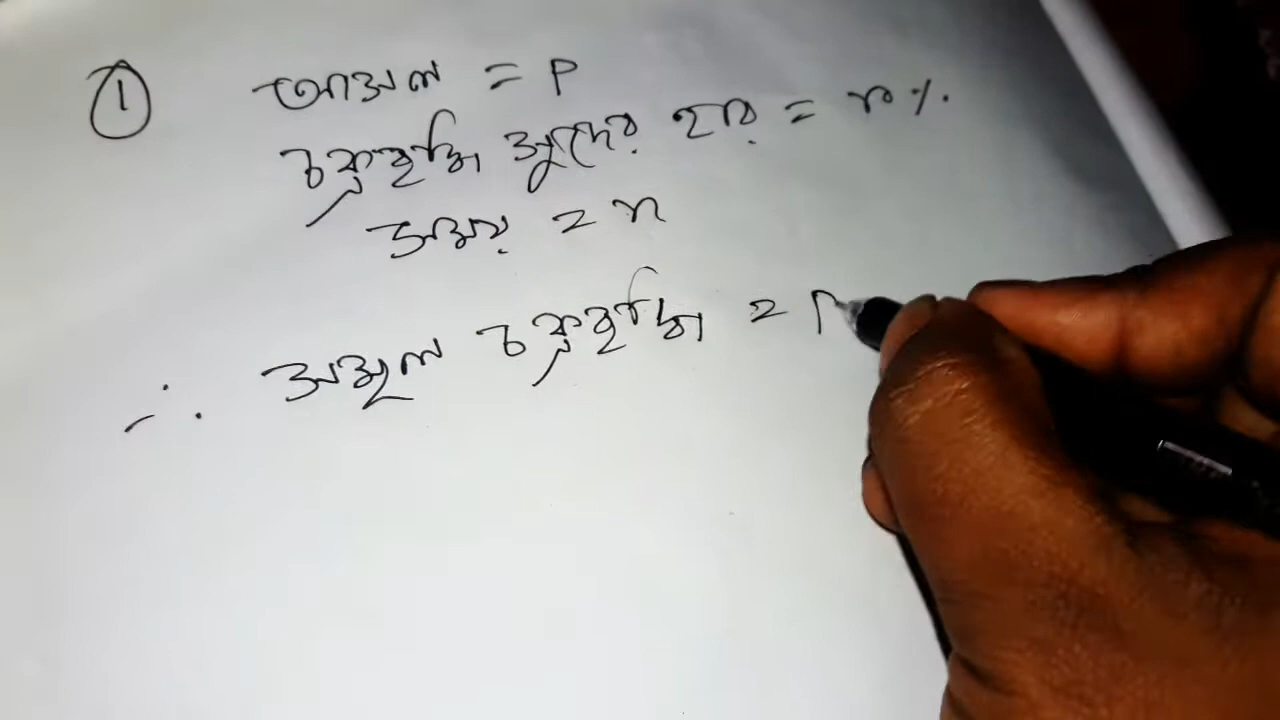 ① আসল = P
চক্রবৃদ্ধি সুদের হার = r%.
সময় = n
∴ সমূল চক্রবৃদ্ধি = P